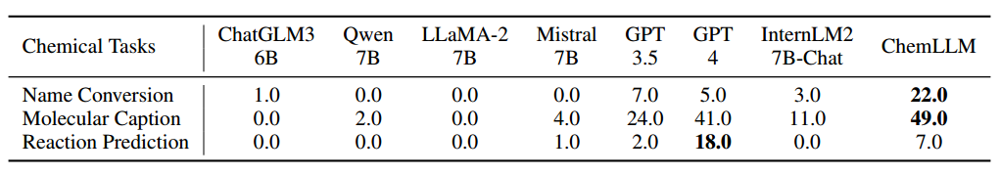 Chemical Tasks ChatGLM3 6B Qwen 7B LLaMA-2 7B Mistral 7B GPT 3.5 GPT 4 InternLM2 7B-Chat ChemLLM
Name Conversion 1.0 0.0 0.0 0.0 7.0 5.0 3.0 22.0
Molecular Caption 0.0 2.0 0.0 4.0 24.0 41.0 11.0 49.0
Reaction Prediction 0.0 0.0 0.0 1.0 2.0 18.0 0.0 7.0